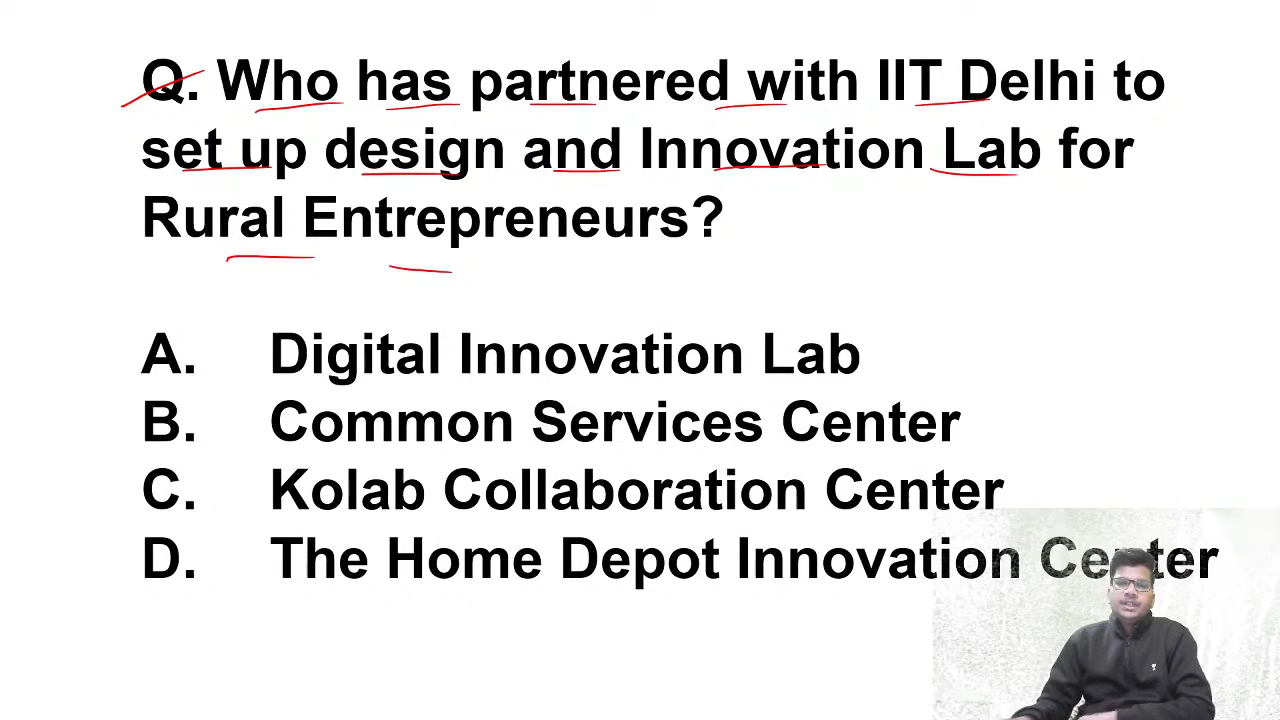 Q. Who has partnered with IIT Delhi to
set up design and Innovation Lab for
Rural Entrepreneurs?
A. Digital Innovation Lab
B. Common Services Center
C. Kolab Collaboration Center
D. The Home Depot Innovation Center